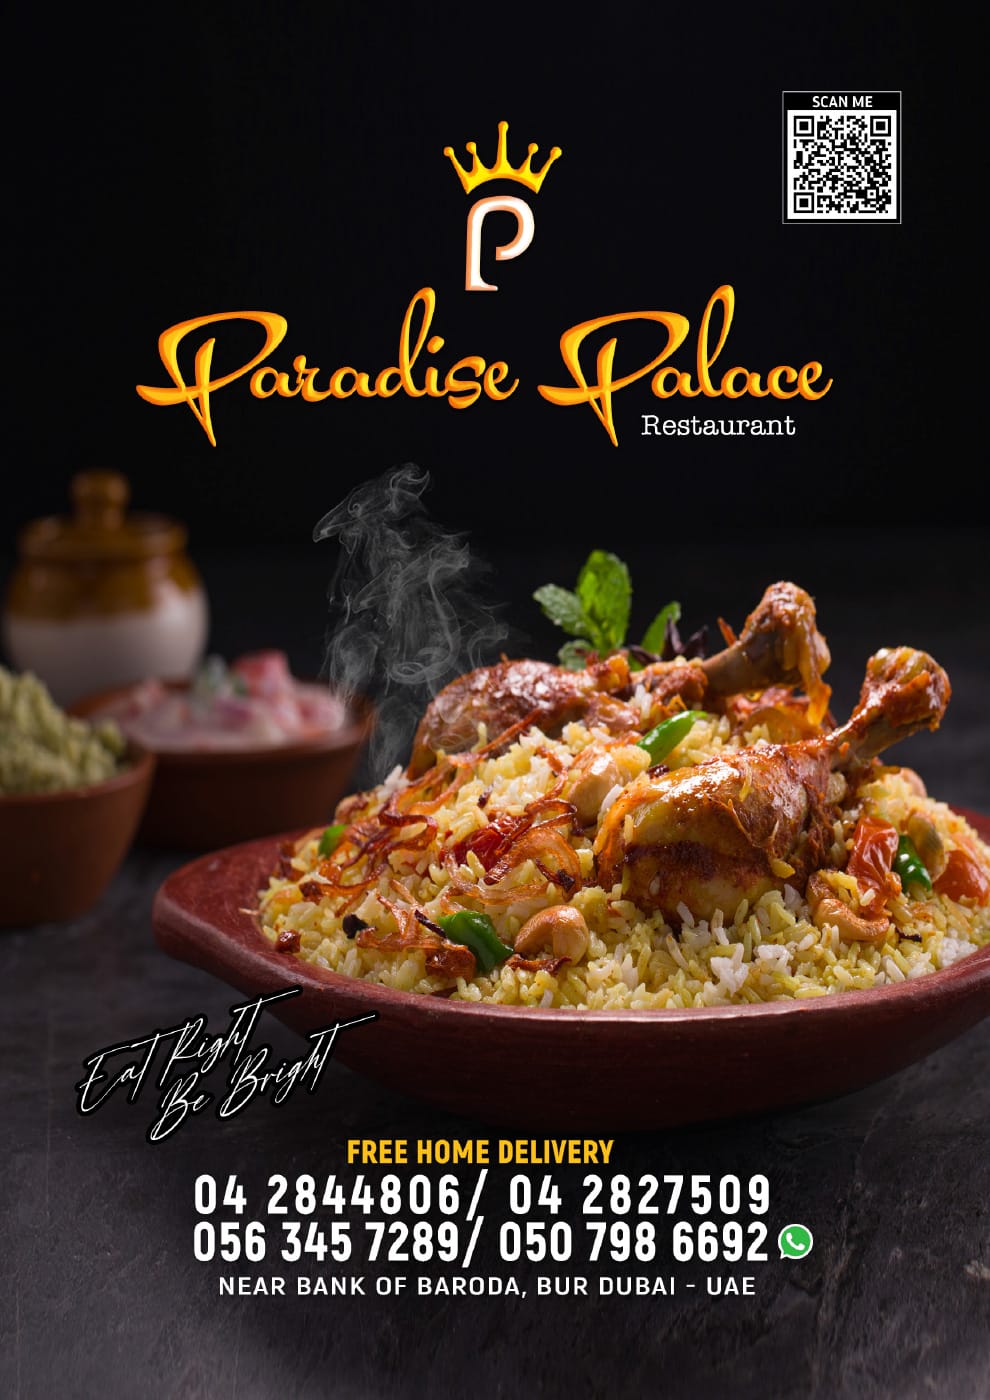 SCAN ME
P
Paradise Palace
Restaurant
Eat Right
Be Bright
FREE HOME DELIVERY
04 2844806/ 04 2827509
056 345 7289/ 050 798 6692
NEAR BANK OF BARODA, BUR DUBAI - UAE